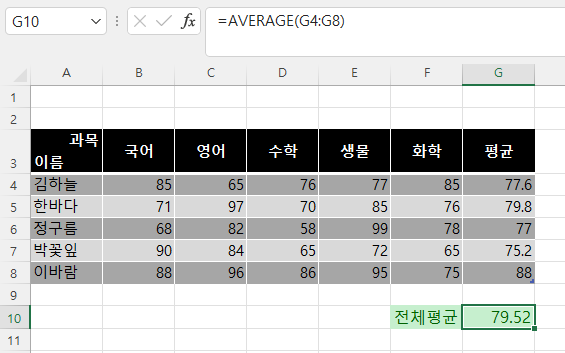 G10 fx =AVERAGE(G4:G8)
A B C D E F G
1
2
과목
3 이름 국어 영어 수학 생물 화학 평균
4 김하늘 85 65 76 77 85 77.6
5 한바다 71 97 70 85 76 79.8
6 정구름 68 82 58 99 78 77
7 박꽃잎 90 84 65 72 65 75.2
8 이바람 88 96 86 95 75 88
9
10 전체평균 79.52
11